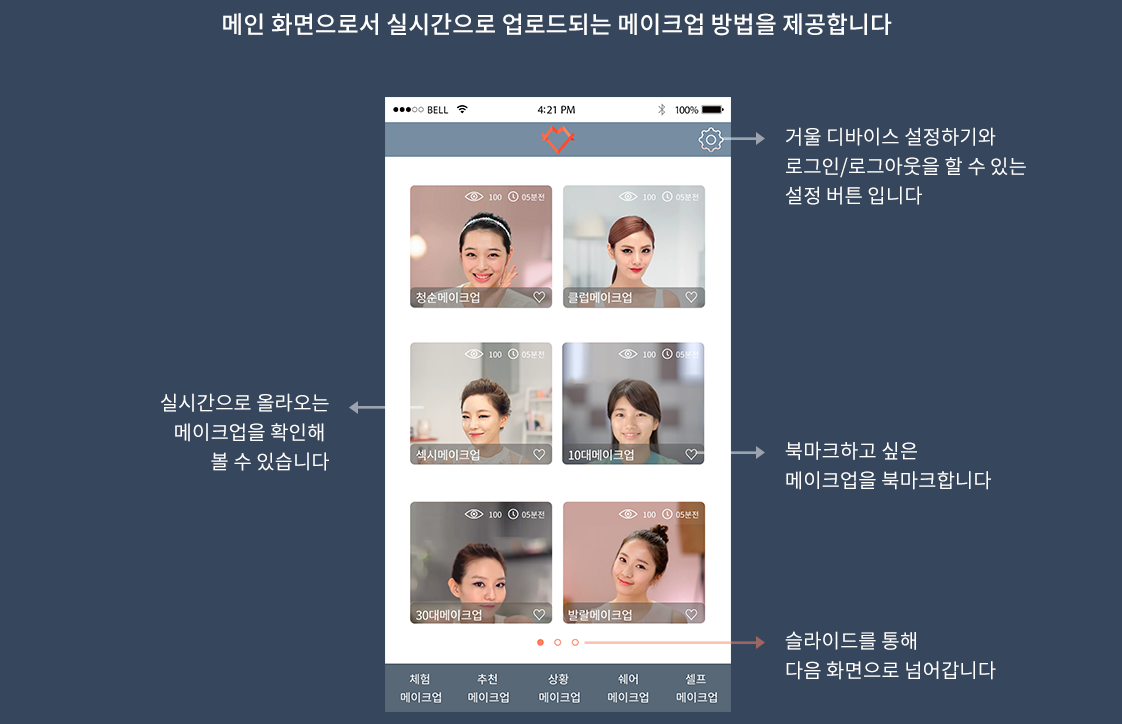 메인 화면으로서 실시간으로 업로드되는 메이크업 방법을 제공합니다
BELL 4:21 PM 100%
거울 디바이스 설정하기와
로그인/로그아웃을 할 수 있는
설정 버튼 입니다
100 05분전
100 05분전
청순메이크업
클럽메이크업
100 05분전
100 05분전
실시간으로 올라오는
메이크업을 확인해
볼 수 있습니다
섹시메이크업
10대메이크업
북마크하고 싶은
메이크업을 북마크합니다
100 05분전
100 05분전
30대메이크업
발랄메이크업
슬라이드를 통해
다음 화면으로 넘어갑니다
체험 추천 상황 쉐어 셀프
메이크업 메이크업 메이크업 메이크업 메이크업